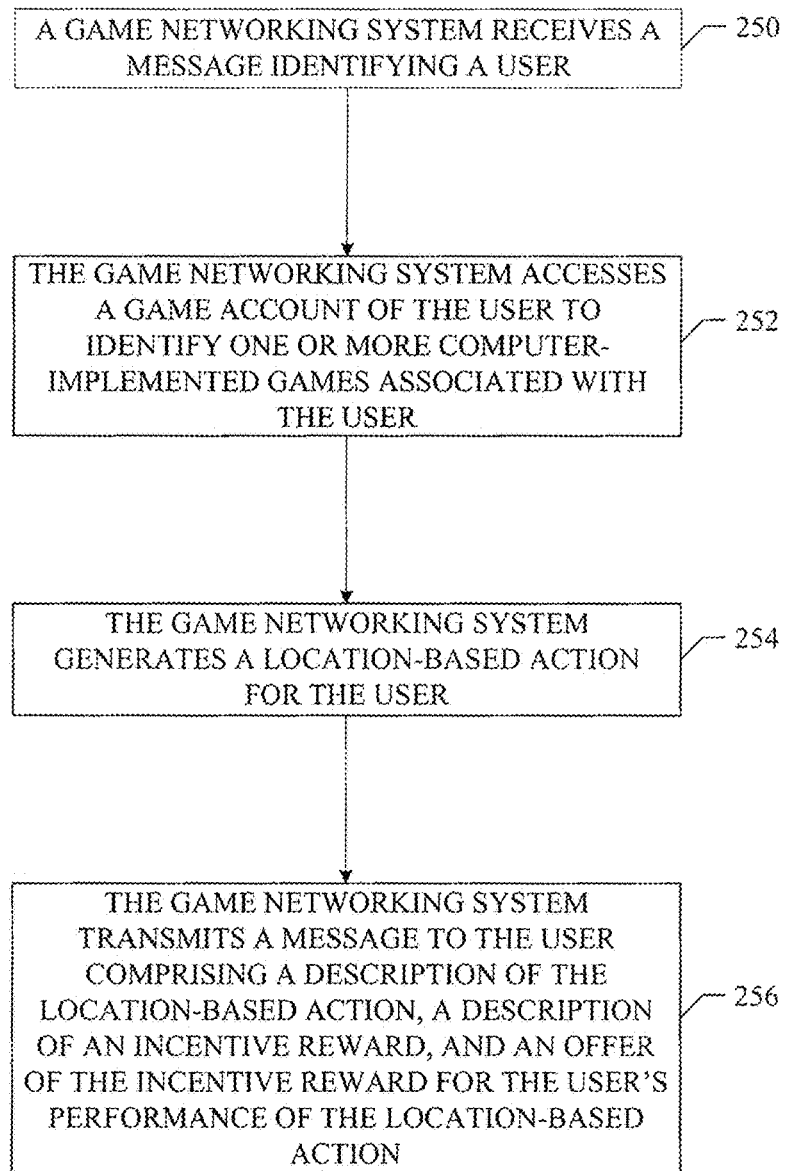 A GAME NETWORKING SYSTEM RECEIVES A
MESSAGE IDENTIFYING A USER
250
THE GAME NETWORKING SYSTEM ACCESSES
A GAME ACCOUNT OF THE USER TO
IDENTIFY ONE OR MORE COMPUTER-
IMPLEMENTED GAMES ASSOCIATED WITH
THE USER
252
THE GAME NETWORKING SYSTEM
GENERATES A LOCATION-BASED ACTION
FOR THE USER
254
THE GAME NETWORKING SYSTEM
TRANSMITS A MESSAGE TO THE USER
COMPRISING A DESCRIPTION OF THE
LOCATION-BASED ACTION, A DESCRIPTION
OF AN INCENTIVE REWARD, AND AN OFFER
OF THE INCENTIVE REWARD FOR THE USER'S
PERFORMANCE OF THE LOCATION-BASED
ACTION
256